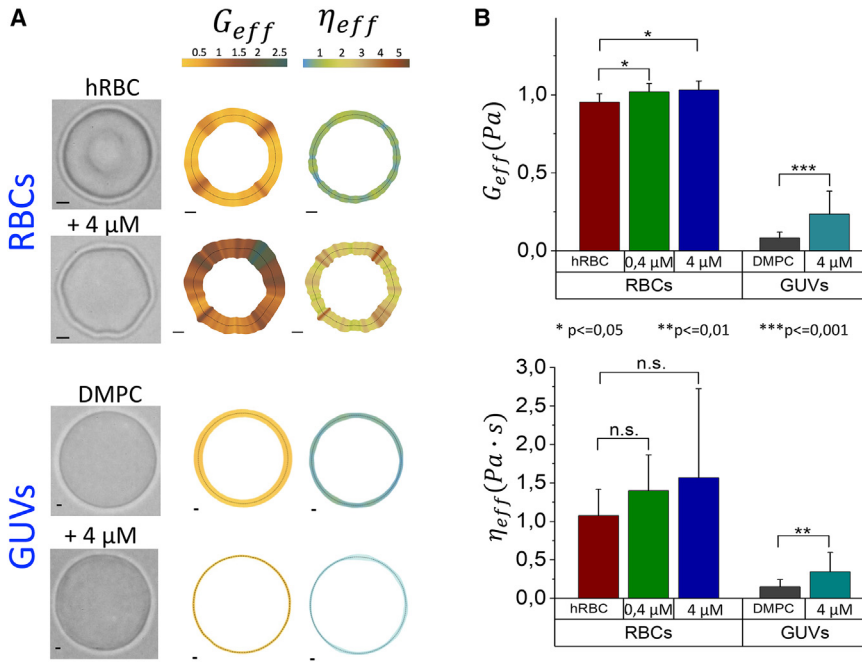 A
G_eff
η_eff
0.5 1 1.5 2 2.5
1 2 3 4 5
RBCs
hRBC
+ 4 μM
GUVs
DMPC
+ 4 μM
B
G_eff(Pa)
1,0
0,5
0,0
*
*
***
hRBC 0,4 μM 4 μM DMPC 4 μM
RBCs GUVs
* p<=0,05 **p<=0,01 ***p<=0,001
η_eff(Pa · s)
3,0
2,5
2,0
1,5
1,0
0,5
0,0
n.s.
n.s.
**
hRBC 0,4 μM 4 μM DMPC 4 μM
RBCs GUVs